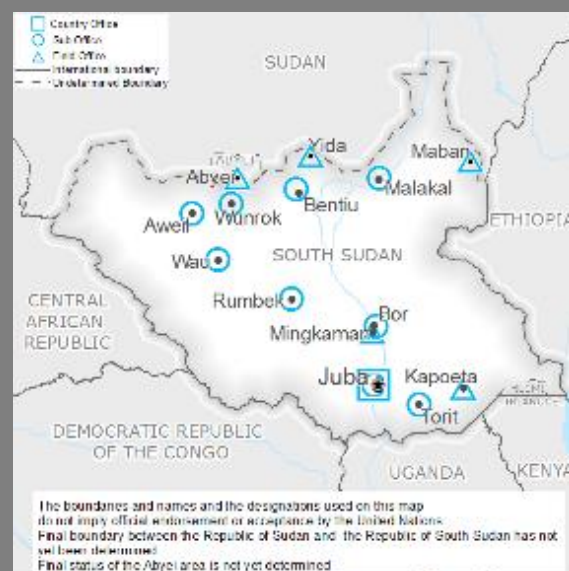 Country Office
Sub Office
Field Office
International boundary
Undetermined Boundary
SUDAN
Yida
Maban
Abyei
Malakal
Bentiu
Wunrok
Aweil
ETHIOPIA
SOUTH SUDAN
Wau
CENTRAL
AFRICAN
REPUBLIC
Rumbek
Bor
Mingkaman
Juba
Kapoeta
Torit
DEMOCRATIC REPUBLIC
OF THE CONGO
UGANDA
KENYA
The boundaries and names and the designations used on this map
do not imply official endorsement or acceptance by the United Nations
Final boundary between the Republic of Sudan and the Republic of South Sudan has not
yet been determined
Final status of the Abyei area is not yet determined